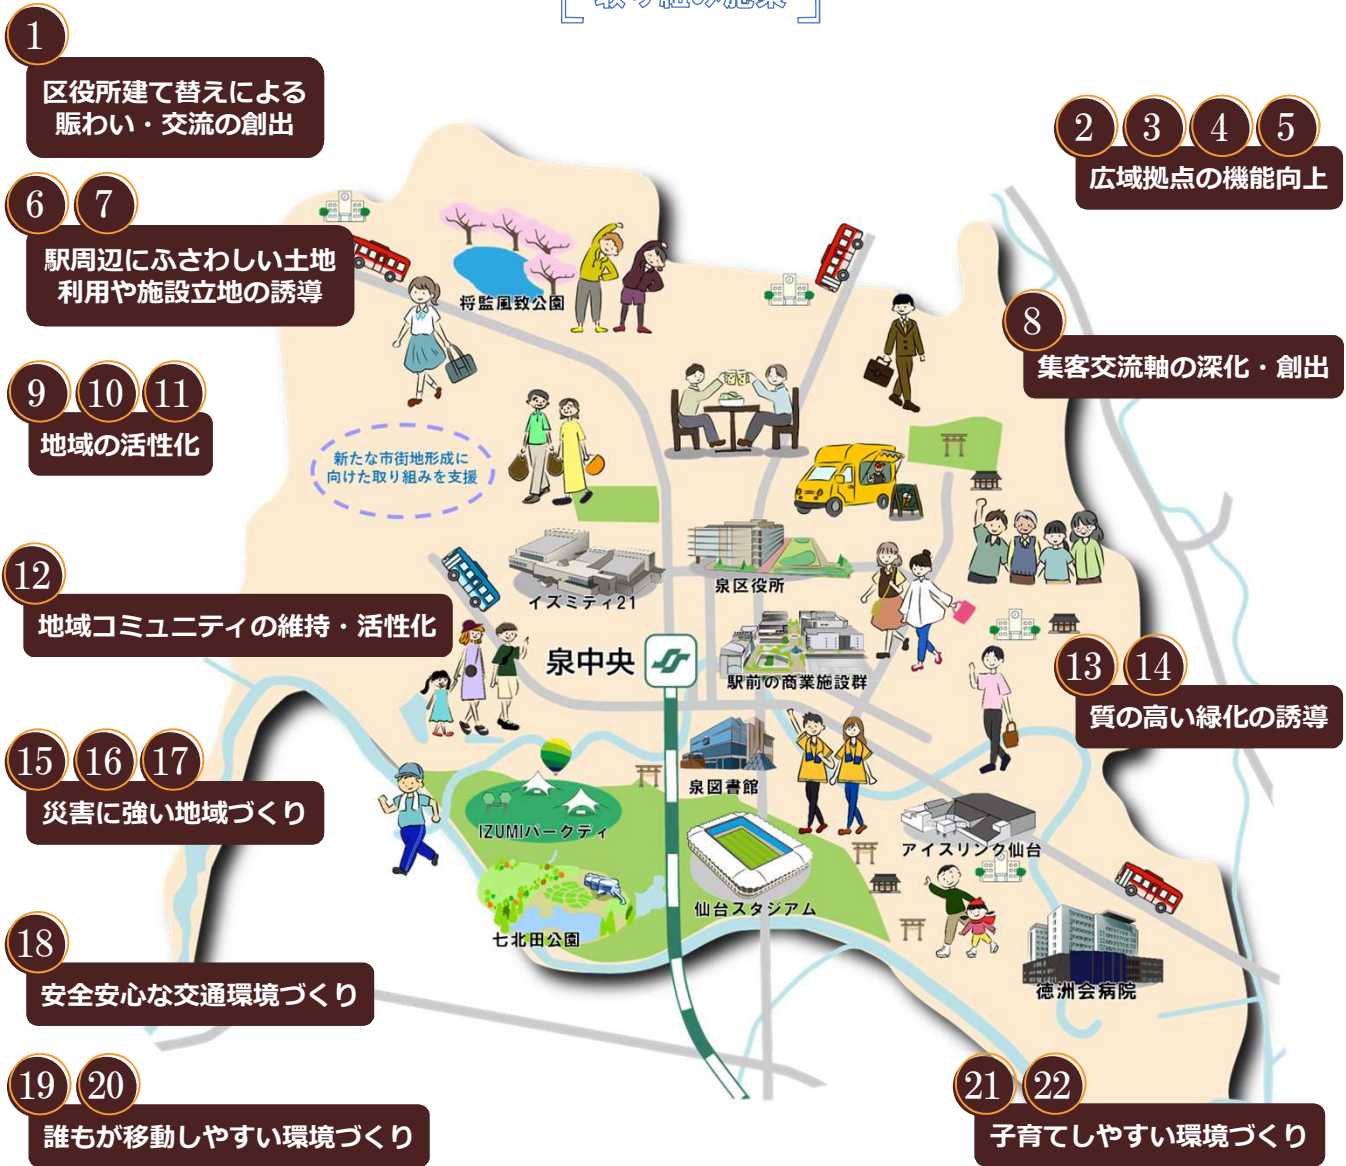 取り組み施策
1
区役所建て替えによる
賑わい・交流の創出
2 3 4 5
広域拠点の機能向上
6 7
駅周辺にふさわしい土地
利用や施設立地の誘導
将監風致公園
8
集客交流軸の深化・創出
9 10 11
地域の活性化
新たな市街地形成に
向けた取り組みを支援
12
地域コミュニティの維持・活性化
イズミティ21
泉区役所
泉中央
駅前の商業施設群
13 14
質の高い緑化の誘導
15 16 17
災害に強い地域づくり
泉図書館
IZUMIパークディ
アイスリンク仙台
仙台スタジアム
七北田公園
徳洲会病院
18
安全安心な交通環境づくり
19 20
誰もが移動しやすい環境づくり
21 22
子育てしやすい環境づくり